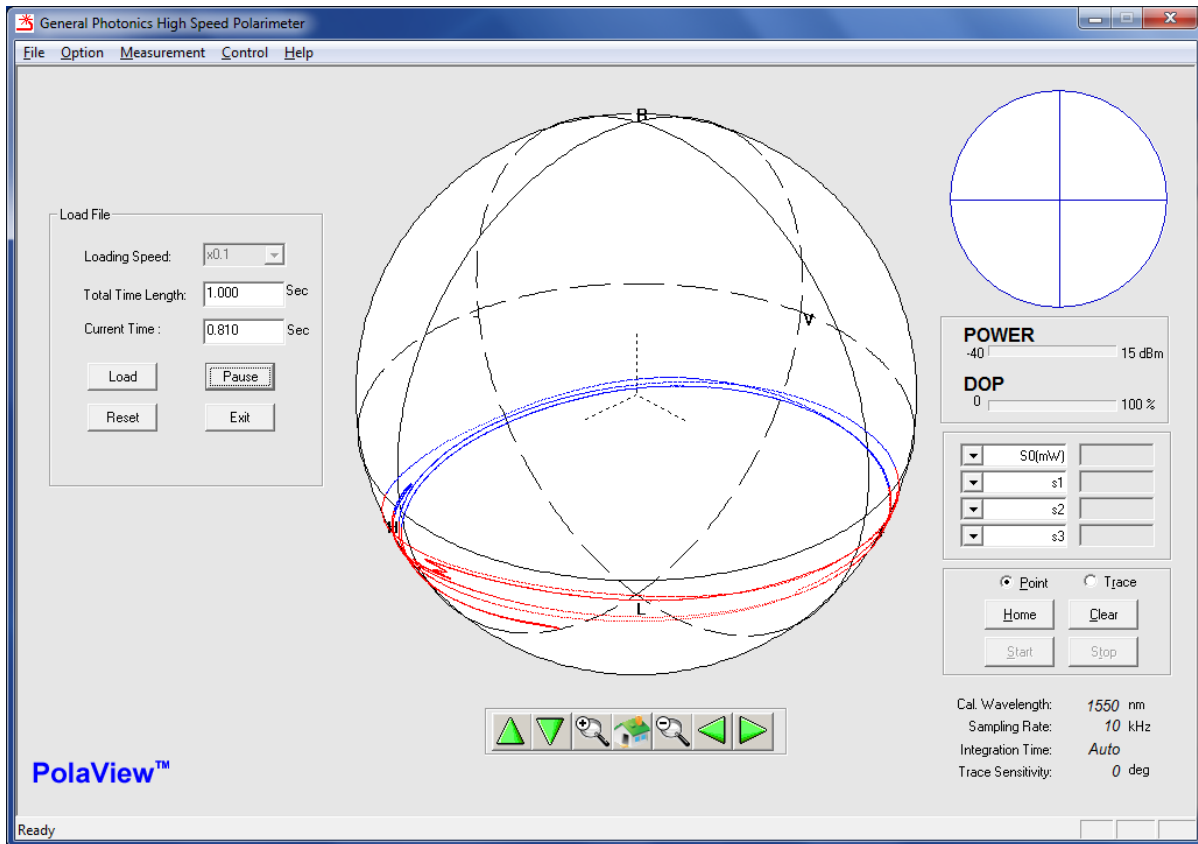 General Photonics High Speed Polarimeter
File Option Measurement Control Help
Load File
Loading Speed: x0.1
Total Time Length: 1.000 Sec
Current Time : 0.810 Sec
Load Pause
Reset Exit
R
V
H
L
POWER
-40 15 dBm
DOP
0 100 %
S0(mW)
s1
s2
s3
Point Trace
Home Clear
Start Stop
Cal. Wavelength: 1550 nm
Sampling Rate: 10 kHz
Integration Time: Auto
Trace Sensitivity: 0 deg
PolaView™
Ready